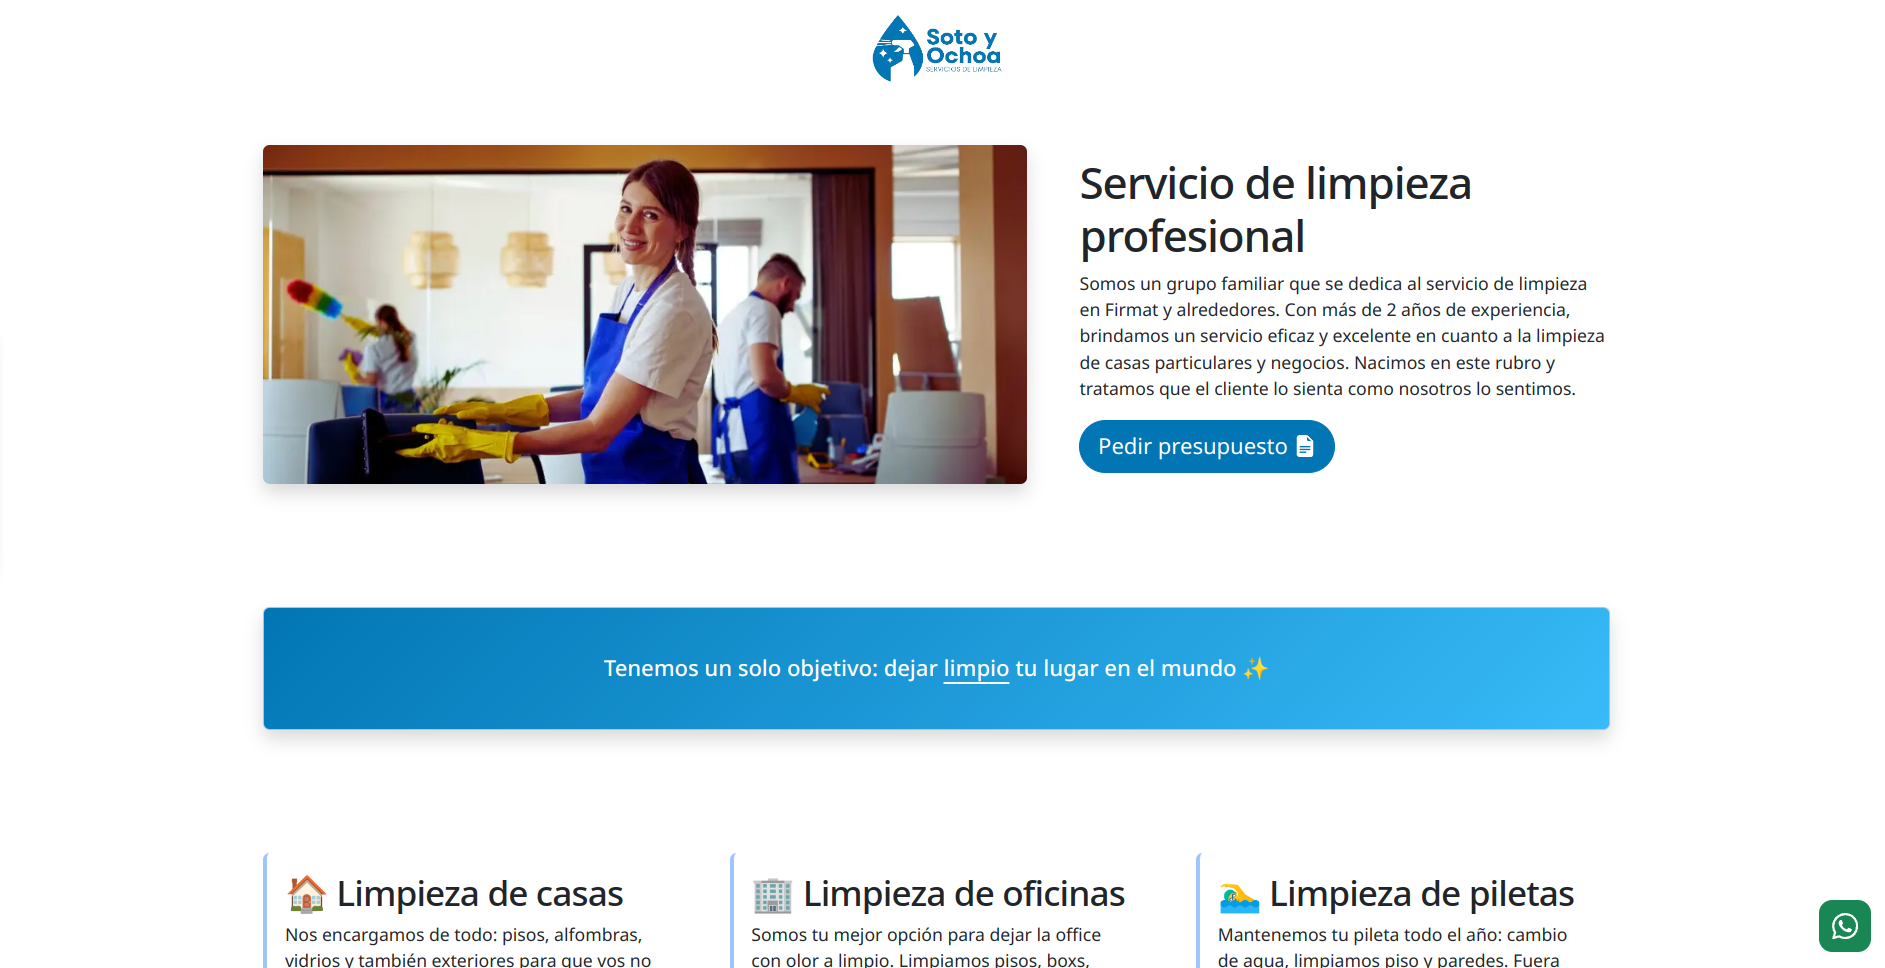 Soto y
Ochoa
SERVICIOS DE LIMPIEZA
Servicio de limpieza
profesional
Somos un grupo familiar que se dedica al servicio de limpieza
en Firmat y alrededores. Con más de 2 años de experiencia,
brindamos un servicio eficaz y excelente en cuanto a la limpieza
de casas particulares y negocios. Nacimos en este rubro y
tratamos que el cliente lo sienta como nosotros lo sentimos.
Pedir presupuesto
Tenemos un solo objetivo: dejar limpio tu lugar en el mundo ✨
🏠 Limpieza de casas
Nos encargamos de todo: pisos, alfombras,
vidrios y también exteriores para que vos no
🏢 Limpieza de oficinas
Somos tu mejor opción para dejar la office
con olor a limpio. Limpiamos pisos, boxs,
🏊 Limpieza de piletas
Mantenemos tu pileta todo el año: cambio
de agua, limpiamos piso y paredes. Fuera